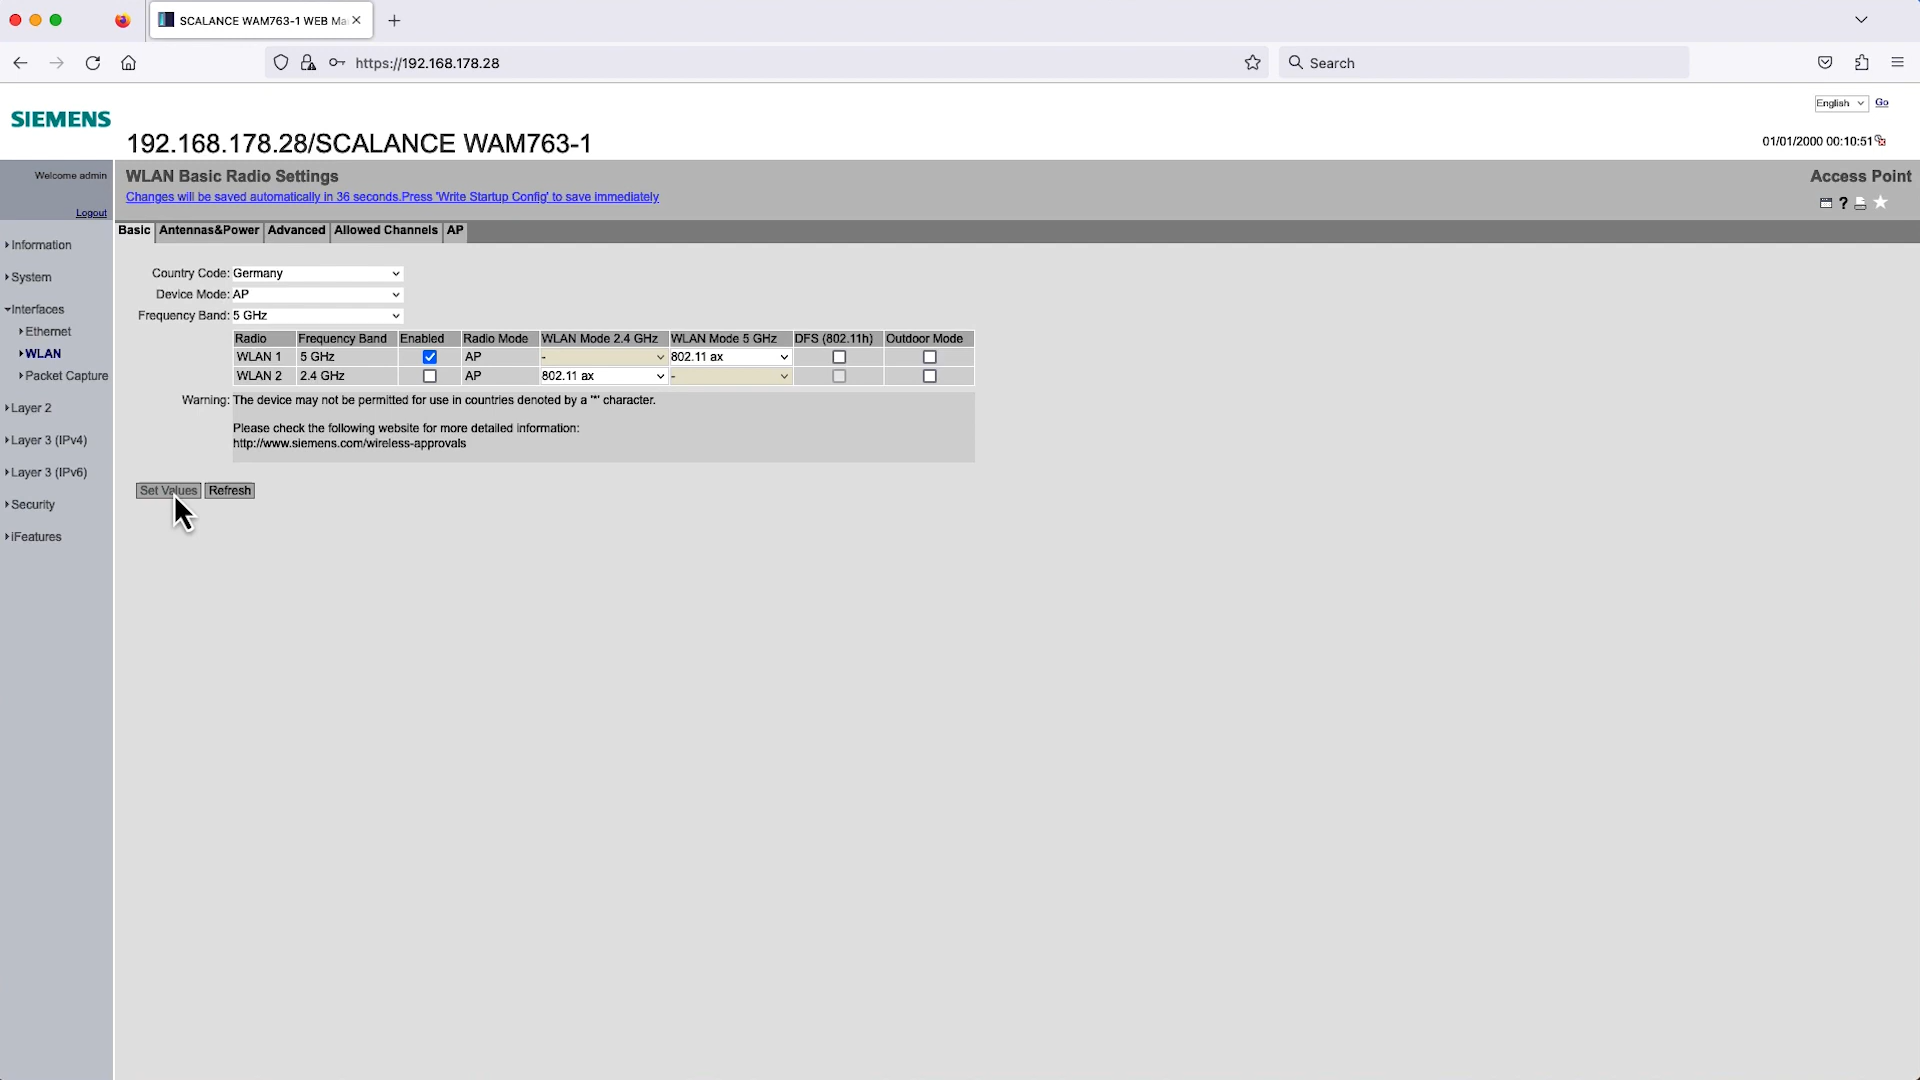 SCALANCE WAM763-1 WEB Ma
https://192.168.178.28
Search
SIEMENS
English
Go
192.168.178.28/SCALANCE WAM763-1
01/01/2000 00:10:51
Welcome admin
Logout
WLAN Basic Radio Settings
Access Point
Changes will be saved automatically in 36 seconds.Press 'Write Startup Config' to save immediately
?
Basic Antennas&Power Advanced Allowed Channels AP
Information
System
Interfaces
Ethernet
WLAN
Packet Capture
Layer 2
Layer 3 (IPv4)
Layer 3 (IPv6)
Security
iFeatures
Country Code: Germany
Device Mode: AP
Frequency Band: 5 GHz
Radio Frequency Band Enabled Radio Mode WLAN Mode 2.4 GHz WLAN Mode 5 GHz DFS (802.11h) Outdoor Mode
WLAN 1 5 GHz AP - 802.11 ax
WLAN 2 2.4 GHz AP 802.11 ax -
Warning: The device may not be permitted for use in countries denoted by a '*' character.
Please check the following website for more detailed information:
http://www.siemens.com/wireless-approvals
Set Values Refresh